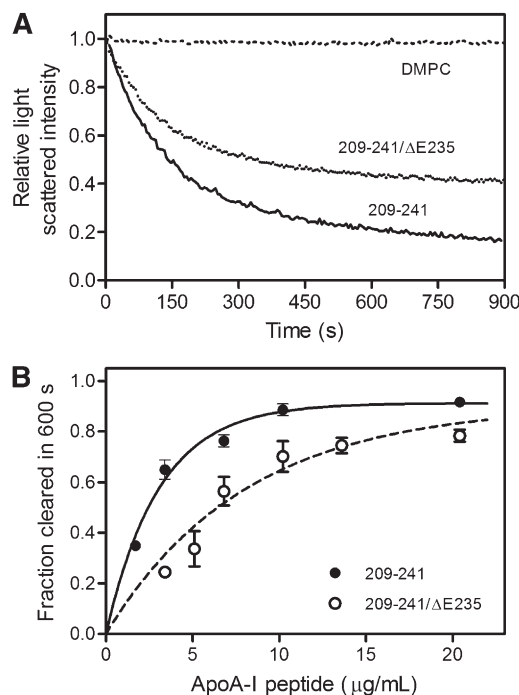 A
Relative light
scattered intensity
1.0
0.8
0.6
0.4
0.2
0.0
DMPC
209-241/ΔE235
209-241
0 150 300 450 600 750 900
Time (s)
B
Fraction cleared in 600 s
1.0
0.8
0.6
0.4
0.2
0.0
209-241
209-241/ΔE235
0 5 10 15 20
ApoA-I peptide (μg/mL)